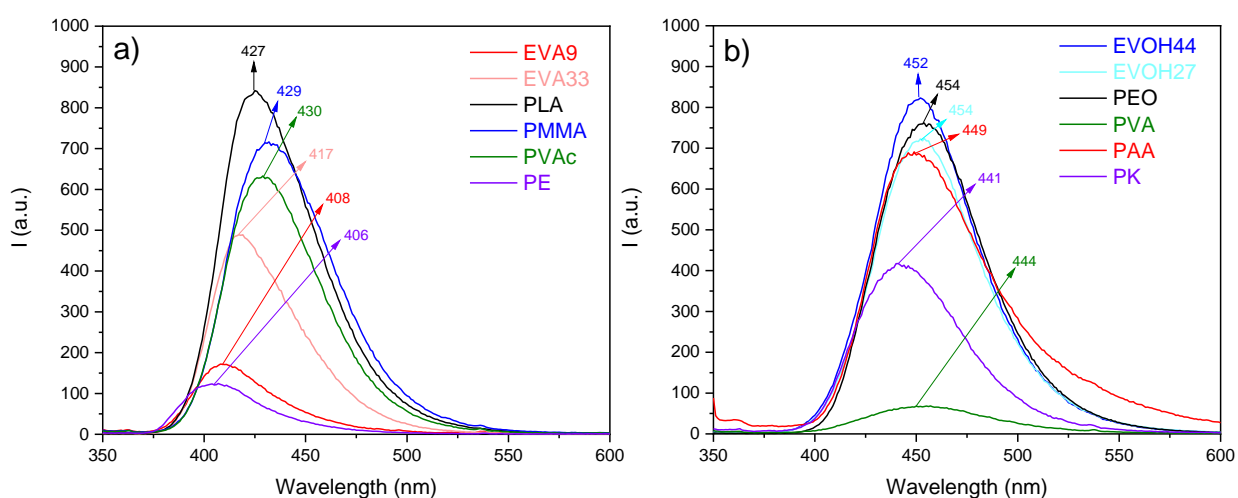 a)
I (a.u.)
1000
900
800
700
600
500
400
300
200
100
0
350
400
450
500
550
600
Wavelength (nm)
427
429
430
417
408
406
EVA9
EVA33
PLA
PMMA
PVAc
PE
b)
I (a.u.)
1000
900
800
700
600
500
400
300
200
100
0
350
400
450
500
550
600
Wavelength (nm)
452
454
454
449
441
444
EVOH44
EVOH27
PEO
PVA
PAA
PK